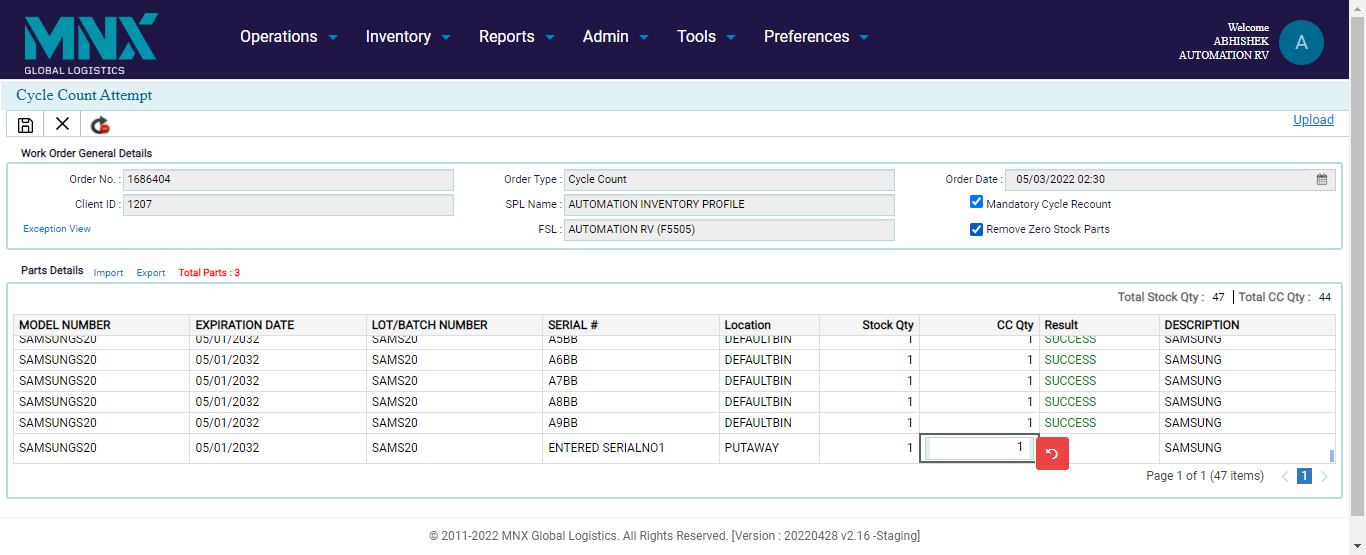 MNX
GLOBAL LOGISTICS
Operations Inventory Reports Admin Tools Preferences
Welcome
ABHISHEK
AUTOMATION RV
A
Cycle Count Attempt
Upload
Work Order General Details
Order No. : 1686404 Order Type : Cycle Count Order Date : 05/03/2022 02:30
Client ID : 1207 SPL Name : AUTOMATION INVENTORY PROFILE Mandatory Cycle Recount
Exception View FSL : AUTOMATION RV (F5505) Remove Zero Stock Parts
Parts Details Import Export Total Parts : 3
Total Stock Qty : 47 Total CC Qty : 44
MODEL NUMBER EXPIRATION DATE LOT/BATCH NUMBER SERIAL # Location Stock Qty CC Qty Result DESCRIPTION
SAMSUNGS20 05/01/2032 SAMS20 A5BB DEFAULTBIN 1 1 SUCCESS SAMSUNG
SAMSUNGS20 05/01/2032 SAMS20 A6BB DEFAULTBIN 1 1 SUCCESS SAMSUNG
SAMSUNGS20 05/01/2032 SAMS20 A7BB DEFAULTBIN 1 1 SUCCESS SAMSUNG
SAMSUNGS20 05/01/2032 SAMS20 A8BB DEFAULTBIN 1 1 SUCCESS SAMSUNG
SAMSUNGS20 05/01/2032 SAMS20 A9BB DEFAULTBIN 1 1 SUCCESS SAMSUNG
SAMSUNGS20 05/01/2032 SAMS20 ENTERED SERIALNO1 PUTAWAY 1 1 SAMSUNG
Page 1 of 1 (47 items) 1
© 2011-2022 MNX Global Logistics. All Rights Reserved. [Version : 20220428 v2.16 -Staging]